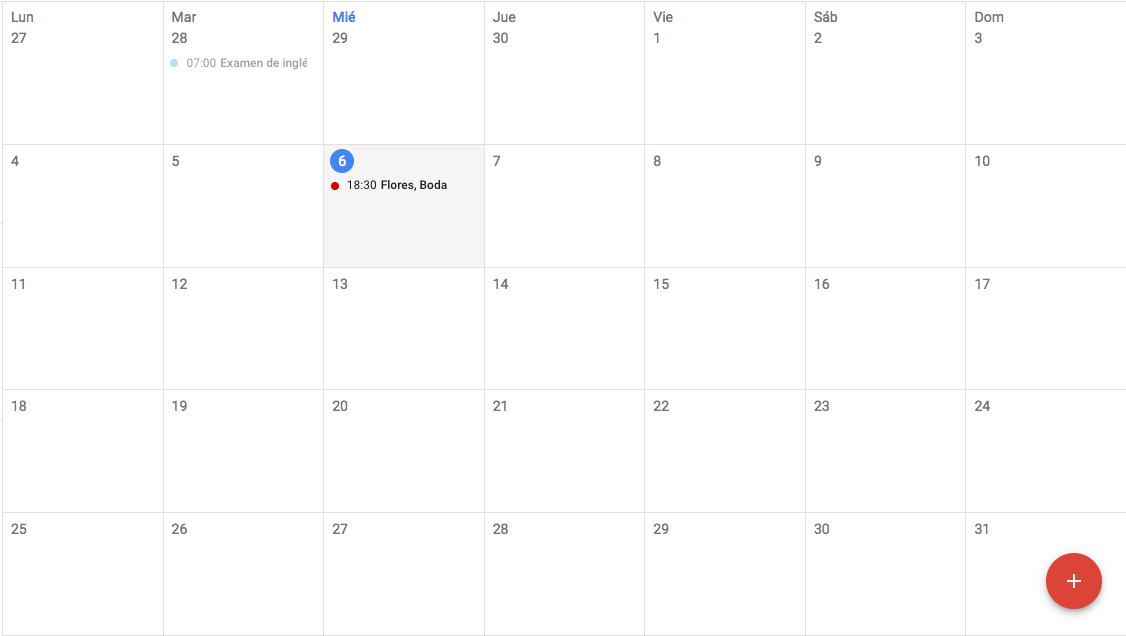 Lun Mar Mié Jue Vie Sáb Dom
27 28 29 30 1 2 3
07:00 Examen de inglé
4 5 6 7 8 9 10
18:30 Flores, Boda
11 12 13 14 15 16 17
18 19 20 21 22 23 24
25 26 27 28 29 30 31
+